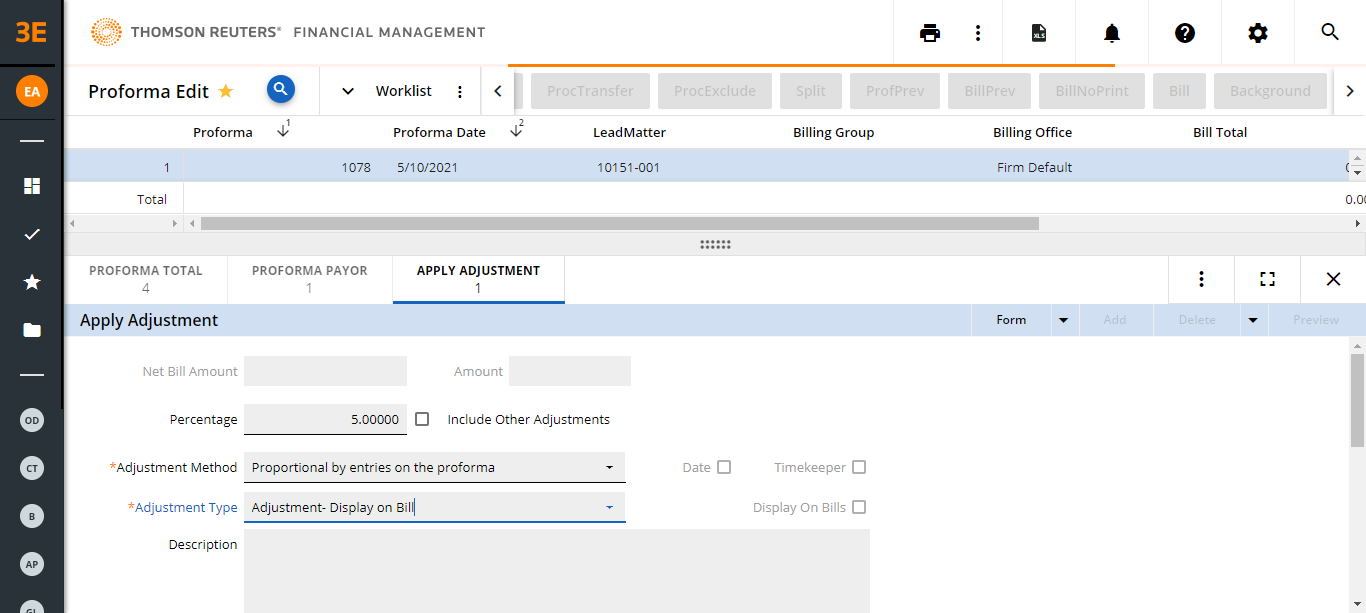 3E
THOMSON REUTERS® FINANCIAL MANAGEMENT
XLS
EA
Proforma Edit
Worklist
ProcTransfer
ProcExclude
Split
ProfPrev
BillPrev
BillNoPrint
Bill
Background
Proforma 1
Proforma Date 2
LeadMatter
Billing Group
Billing Office
Bill Total
1 1078 5/10/2021 10151-001 Firm Default
Total 0.00
PROFORMA TOTAL
4
PROFORMA PAYOR
1
APPLY ADJUSTMENT
1
Apply Adjustment
Form
Add
Delete
Preview
Net Bill Amount
Amount
Percentage 5.00000
Include Other Adjustments
*Adjustment Method Proportional by entries on the proforma
Date
Timekeeper
*Adjustment Type Adjustment- Display on Bill
Display On Bills
Description
OD
CT
B
AP